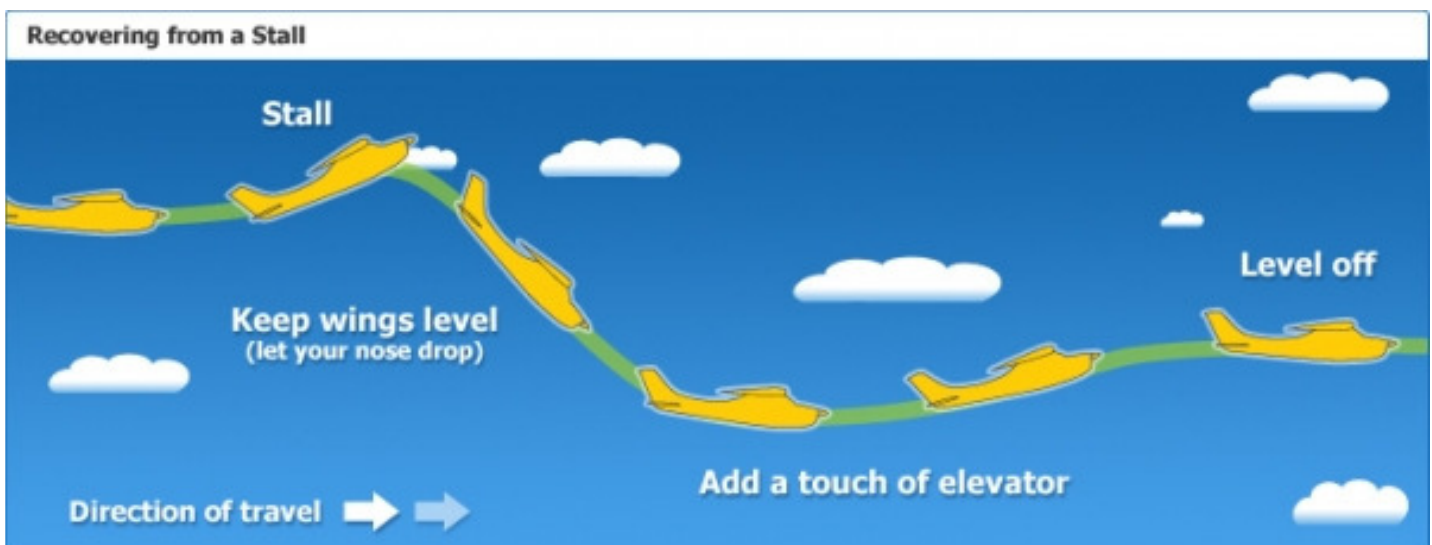 Recovering from a Stall
Stall
Keep wings level
(let your nose drop)
Level off
Add a touch of elevator
Direction of travel